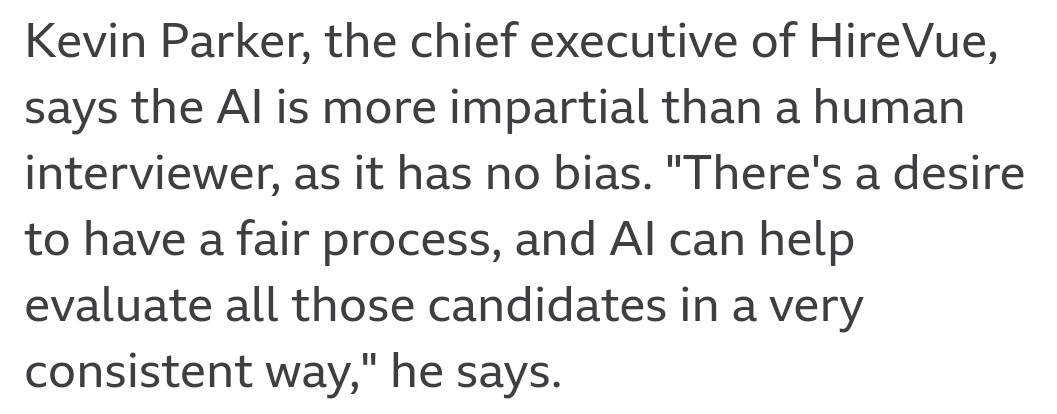 Kevin Parker, the chief executive of HireVue,
says the AI is more impartial than a human
interviewer, as it has no bias. "There's a desire
to have a fair process, and AI can help
evaluate all those candidates in a very
consistent way," he says.